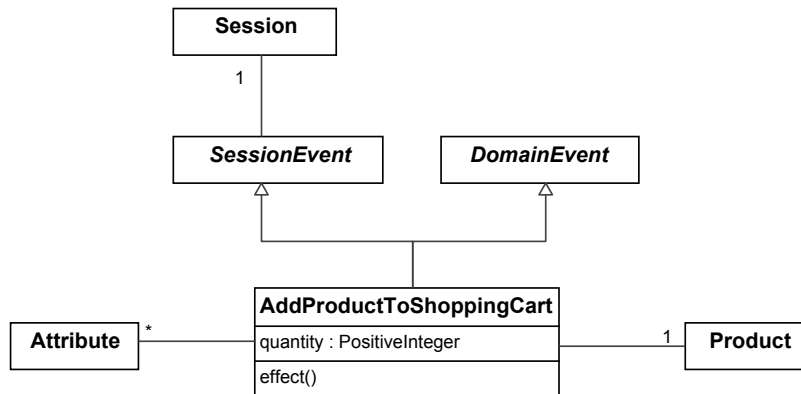 Session
1
SessionEvent
DomainEvent
AddProductToShoppingCart
quantity : PositiveInteger
effect()
Attribute
*
1
Product